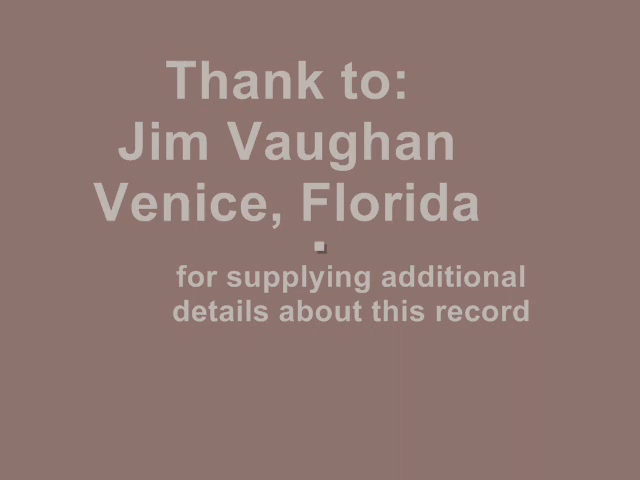 Thank to:
Jim Vaughan
Venice, Florida
for supplying additional
details about this record